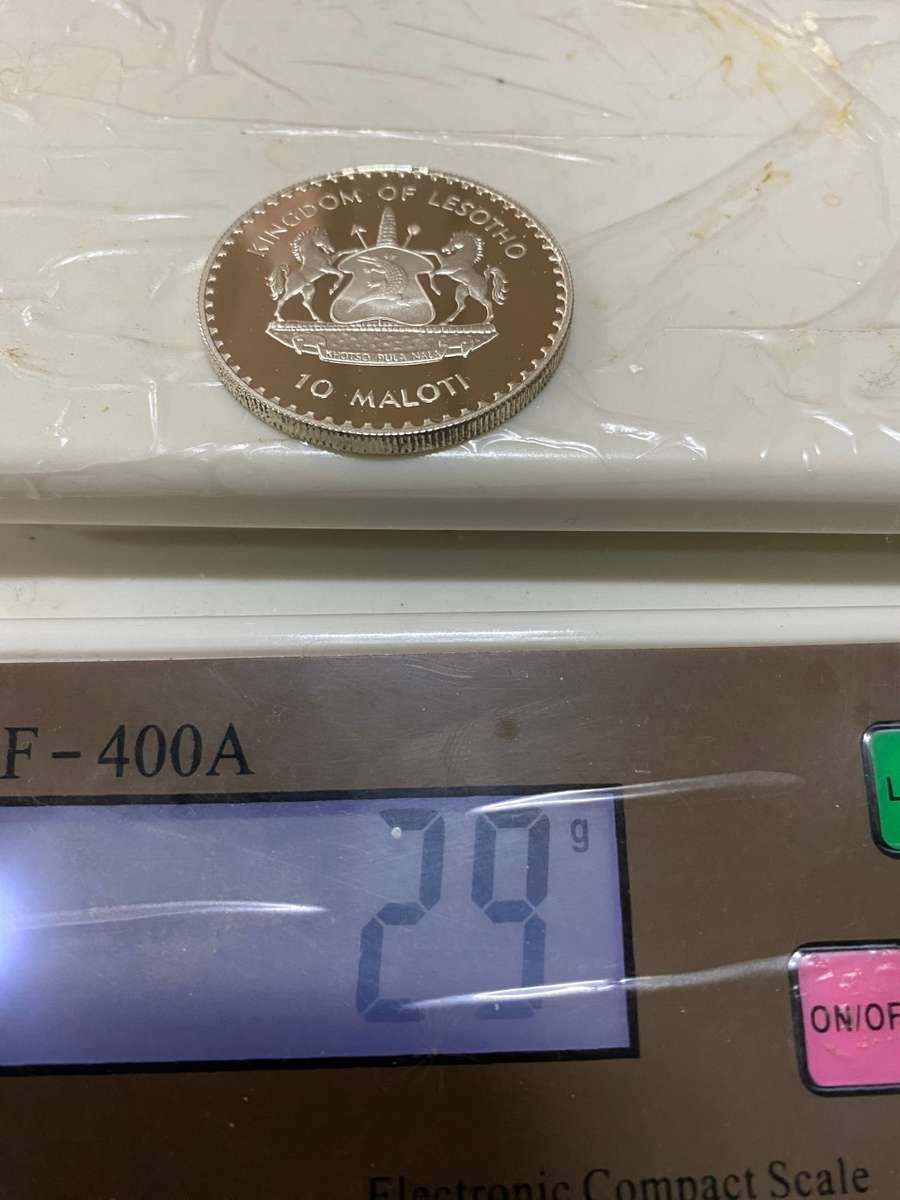 KINGDOM OF LESOTHO
KHOTSO PULA NALA
10 MALOTI
F-400A
29 g
L
ON/OF
Electronic Compact Scale